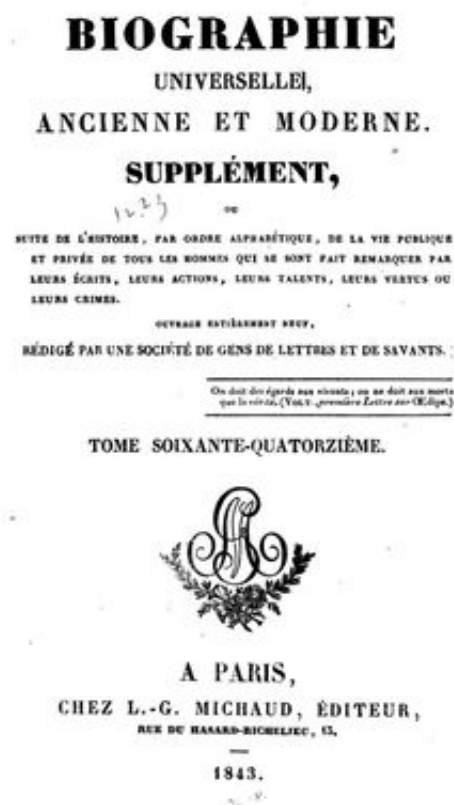 BIOGRAPHIE
UNIVERSELLE,
ANCIENNE ET MODERNE.
SUPPLÉMENT,
OU
SUITE DE L'HISTOIRE, PAR ORDRE ALPHABÉTIQUE, DE LA VIE PUBLIQUE
ET PRIVÉE DE TOUS LES HOMMES QUI SE SONT FAIT REMARQUER PAR
LEURS ÉCRITS, LEURS ACTIONS, LEURS TALENTS, LEURS VERTUS OU
LEURS CRIMES.
OUVRAGE ENTIÈREMENT NEUF,
RÉDIGÉ PAR UNE SOCIÉTÉ DE GENS DE LETTRES ET DE SAVANTS.
On doit des égards aux vivants; on ne doit aux morts
que la vérité. (VOLT., première Lettre sur Œdipe.)
TOME SOIXANTE-QUATORZIÈME.
A PARIS,
CHEZ L.-G. MICHAUD, ÉDITEUR,
RUE DU HASARD-RICHELIEU, 13.
1843.